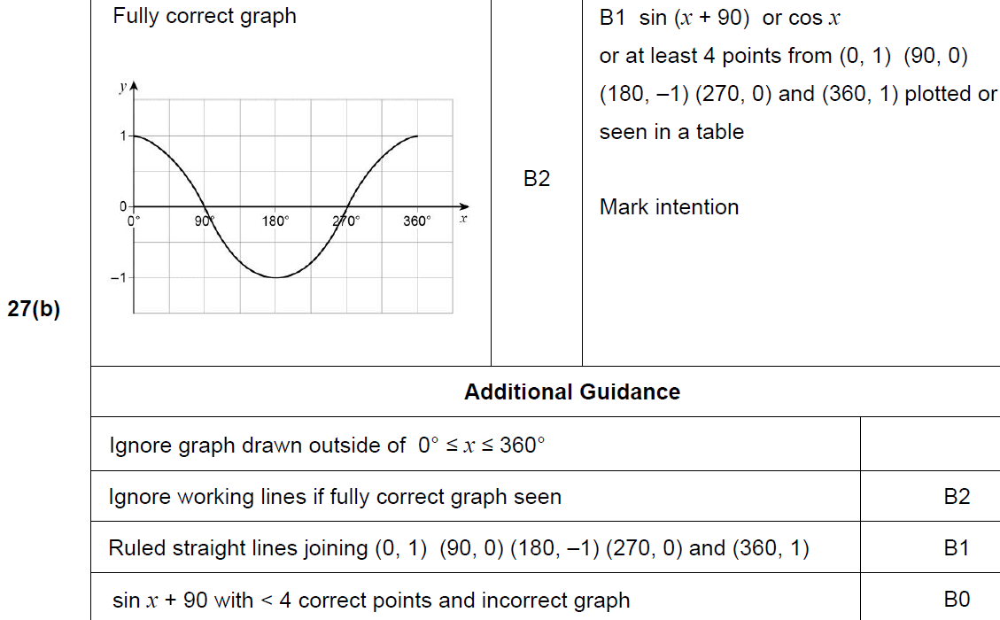 Fully correct graph
B1 sin (x + 90) or cos x
or at least 4 points from (0, 1) (90, 0)
(180, –1) (270, 0) and (360, 1) plotted or
seen in a table
Mark intention
y
1
0
0° 90° 180° 270° 360° x
–1
B2
27(b)
Additional Guidance
Ignore graph drawn outside of 0° ≤ x ≤ 360°
Ignore working lines if fully correct graph seen B2
Ruled straight lines joining (0, 1) (90, 0) (180, –1) (270, 0) and (360, 1) B1
sin x + 90 with < 4 correct points and incorrect graph B0